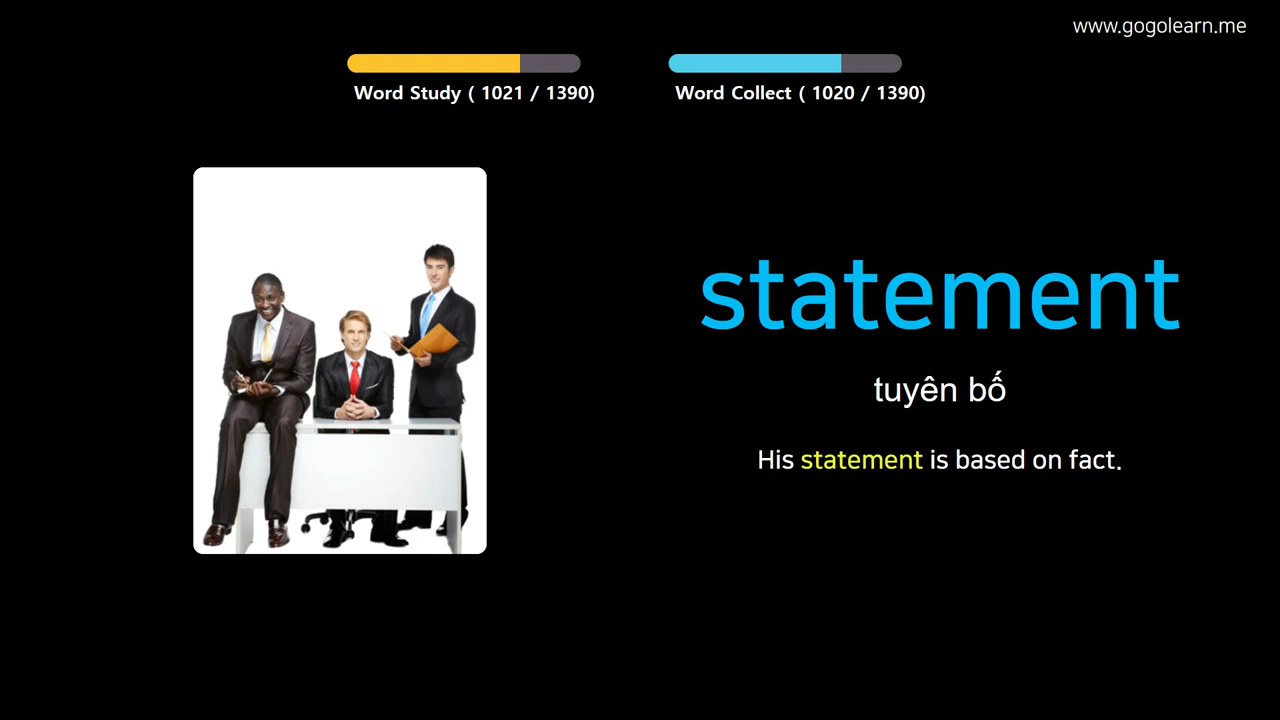 www.gogolearn.me
Word Study ( 1021 / 1390)
Word Collect ( 1020 / 1390)
statement
tuyên bố
His statement is based on fact.